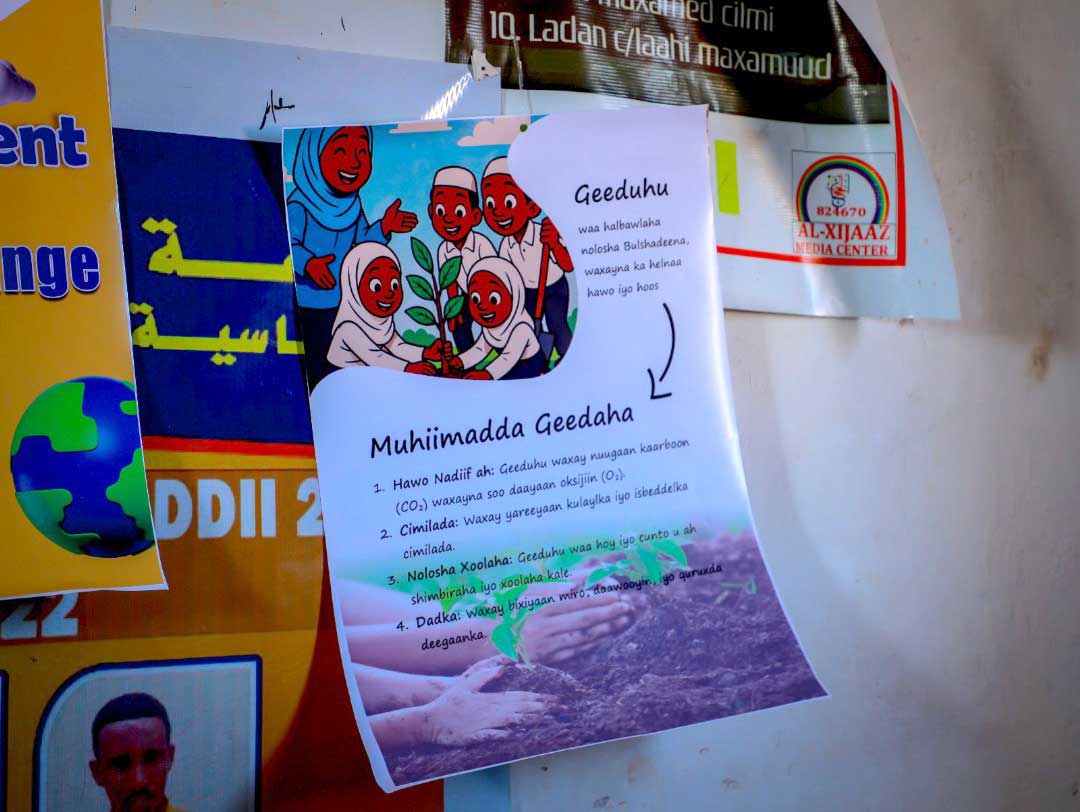 maxamed cilmi
10. Ladan c/laahi maxamuud
824670
AL-XIJAAZ
MEDIA CENTER
ent
nge
ـاسيـــة
DDII 2
22
Geeduhu
waa halbawlaha
nolosha Bulshadeena,
waxayna ka helnaa
hawo iyo hoos
Muhiimadda Geedaha
1. Hawo Nadiif ah: Geeduhu waxay nuugaan kaarboon
(CO₂) waxayna soo daayaan oksijiin (O₂).
2. Cimilada: Waxay yareeyaan kulaylka iyo isbeddelka
cimilada.
3. Nolosha Xoolaha: Geeduhu waa hoy iyo cunto u ah
shimbiraha iyo xoolaha kale.
4. Dadka: Waxay bixiyaan miro, daawooyin, iyo quruxda
deegaanka.